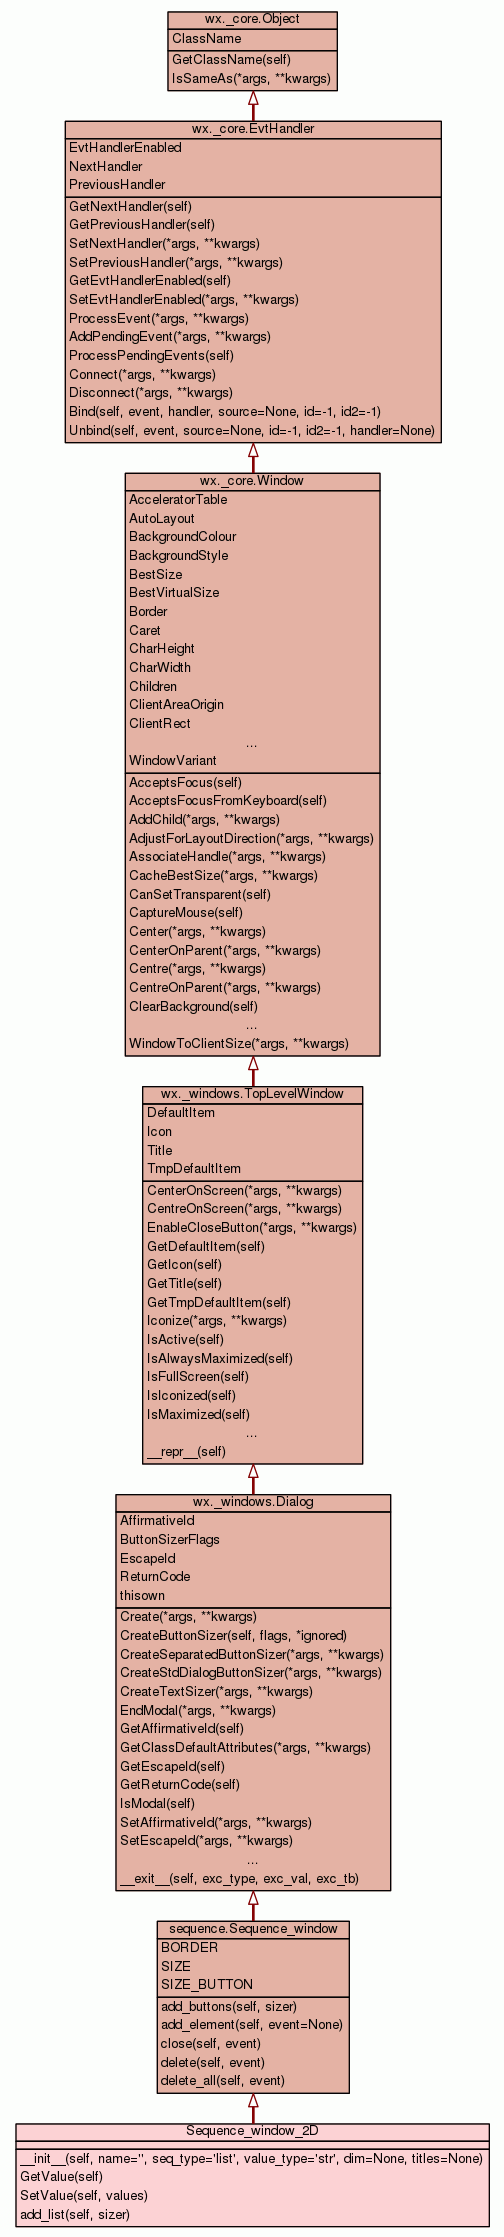 wx._core.Object
ClassName
GetClassName(self)
IsSameAs(*args, **kwargs)
wx._core.EvtHandler
EvtHandlerEnabled
NextHandler
PreviousHandler
GetNextHandler(self)
GetPreviousHandler(self)
SetNextHandler(*args, **kwargs)
SetPreviousHandler(*args, **kwargs)
GetEvtHandlerEnabled(self)
SetEvtHandlerEnabled(*args, **kwargs)
ProcessEvent(*args, **kwargs)
AddPendingEvent(*args, **kwargs)
ProcessPendingEvents(self)
Connect(*args, **kwargs)
Disconnect(*args, **kwargs)
Bind(self, event, handler, source=None, id=-1, id2=-1)
Unbind(self, event, source=None, id=-1, id2=-1, handler=None)
wx._core.Window
AcceleratorTable
AutoLayout
BackgroundColour
BackgroundStyle
BestSize
BestVirtualSize
Border
Caret
CharHeight
CharWidth
Children
ClientAreaOrigin
ClientRect
...
WindowVariant
AcceptsFocus(self)
AcceptsFocusFromKeyboard(self)
AddChild(*args, **kwargs)
AdjustForLayoutDirection(*args, **kwargs)
AssociateHandle(*args, **kwargs)
CacheBestSize(*args, **kwargs)
CanSetTransparent(self)
CaptureMouse(self)
Center(*args, **kwargs)
CenterOnParent(*args, **kwargs)
Centre(*args, **kwargs)
CentreOnParent(*args, **kwargs)
ClearBackground(self)
...
WindowToClientSize(*args, **kwargs)
wx._windows.TopLevelWindow
DefaultItem
Icon
Title
TmpDefaultItem
CenterOnScreen(*args, **kwargs)
CentreOnScreen(*args, **kwargs)
EnableCloseButton(*args, **kwargs)
GetDefaultItem(self)
GetIcon(self)
GetTitle(self)
GetTmpDefaultItem(self)
Iconize(*args, **kwargs)
IsActive(self)
IsAlwaysMaximized(self)
IsFullScreen(self)
IsIconized(self)
IsMaximized(self)
...
__repr__(self)
wx._windows.Dialog
AffirmativeId
ButtonSizerFlags
EscapeId
ReturnCode
thisown
Create(*args, **kwargs)
CreateButtonSizer(self, flags, *ignored)
CreateSeparatedButtonSizer(*args, **kwargs)
CreateStdDialogButtonSizer(*args, **kwargs)
CreateTextSizer(*args, **kwargs)
EndModal(*args, **kwargs)
GetAffirmativeId(self)
GetClassDefaultAttributes(*args, **kwargs)
GetEscapeId(self)
GetReturnCode(self)
IsModal(self)
SetAffirmativeId(*args, **kwargs)
SetEscapeId(*args, **kwargs)
...
__exit__(self, exc_type, exc_val, exc_tb)
sequence.Sequence_window
BORDER
SIZE
SIZE_BUTTON
add_buttons(self, sizer)
add_element(self, event=None)
close(self, event)
delete(self, event)
delete_all(self, event)
Sequence_window_2D
__init__(self, name='', seq_type='list', value_type='str', dim=None, titles=None)
GetValue(self)
SetValue(self, values)
add_list(self, sizer)